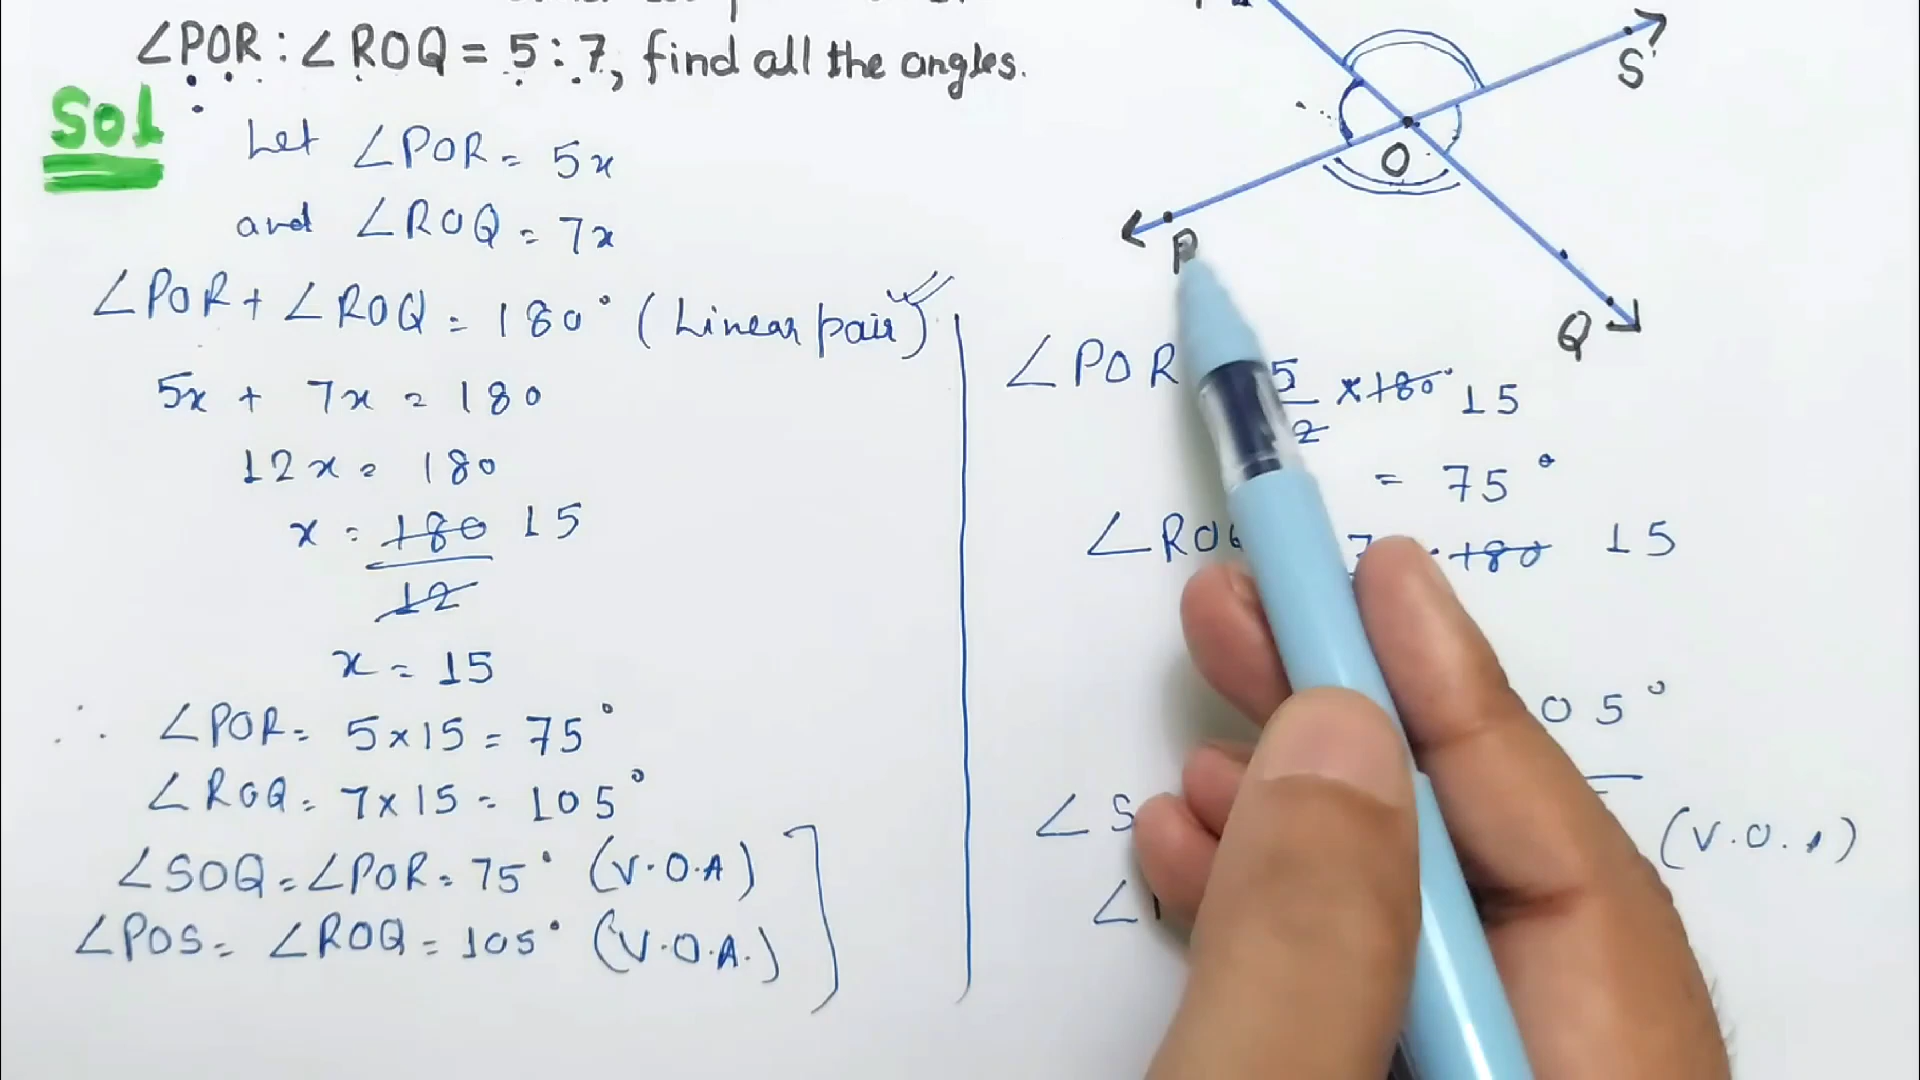 ∠POR : ∠ROQ = 5 : 7, find all the angles.
Sol
Let ∠POR = 5x
and ∠ROQ = 7x
∠POR + ∠ROQ = 180° (Linear pair)
5x + 7x = 180
12x = 180
x = 180 15
12
x = 15
∴ ∠POR = 5 x 15 = 75°
∠ROQ = 7 x 15 = 105°
∠SOQ = ∠POR = 75° (V.O.A)
∠POS = ∠ROQ = 105° (V.O.A.)
S
O
P
Q
∠POR 5 x 180° 15
2
= 75°
∠ROQ 180 15
05°
∠S
(V.O.
∠